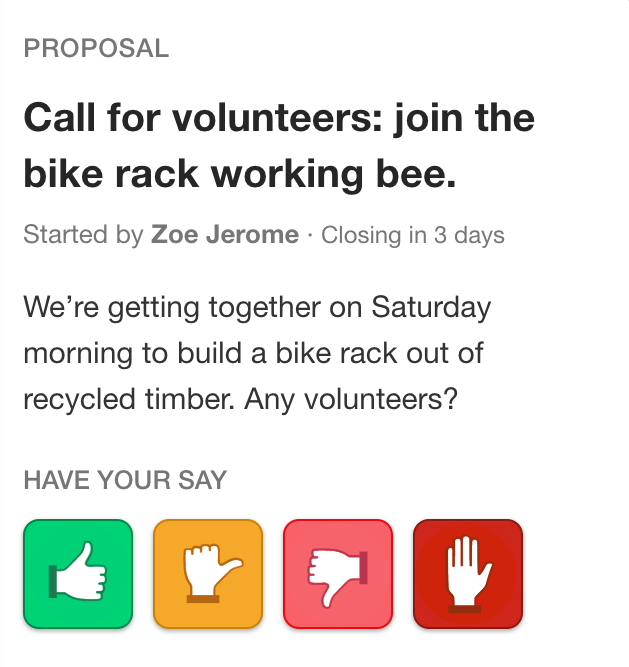 PROPOSAL
Call for volunteers: join the
bike rack working bee.
Started by Zoe Jerome · Closing in 3 days
We’re getting together on Saturday
morning to build a bike rack out of
recycled timber. Any volunteers?
HAVE YOUR SAY